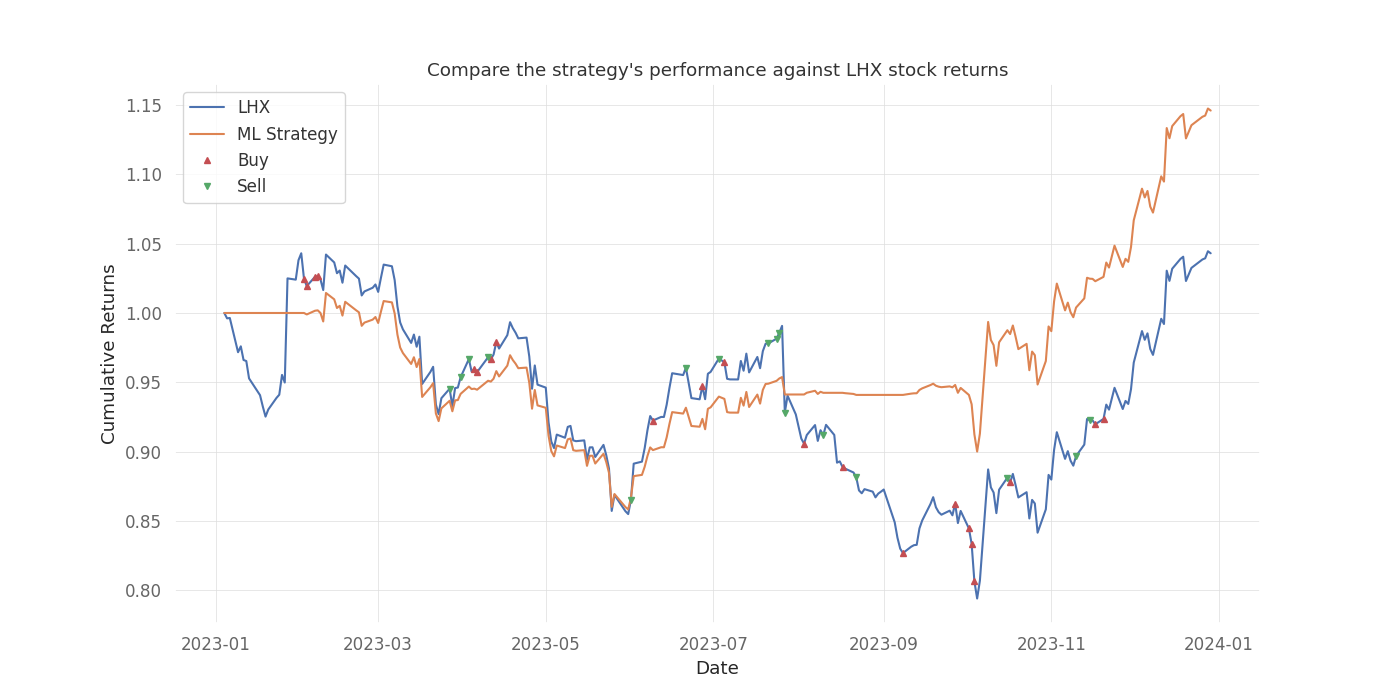 Compare the strategy's performance against LHX stock returns
LHX
ML Strategy
Buy
Sell
Cumulative Returns
1.15
1.10
1.05
1.00
0.95
0.90
0.85
0.80
2023-01
2023-03
2023-05
2023-07
2023-09
2023-11
2024-01
Date